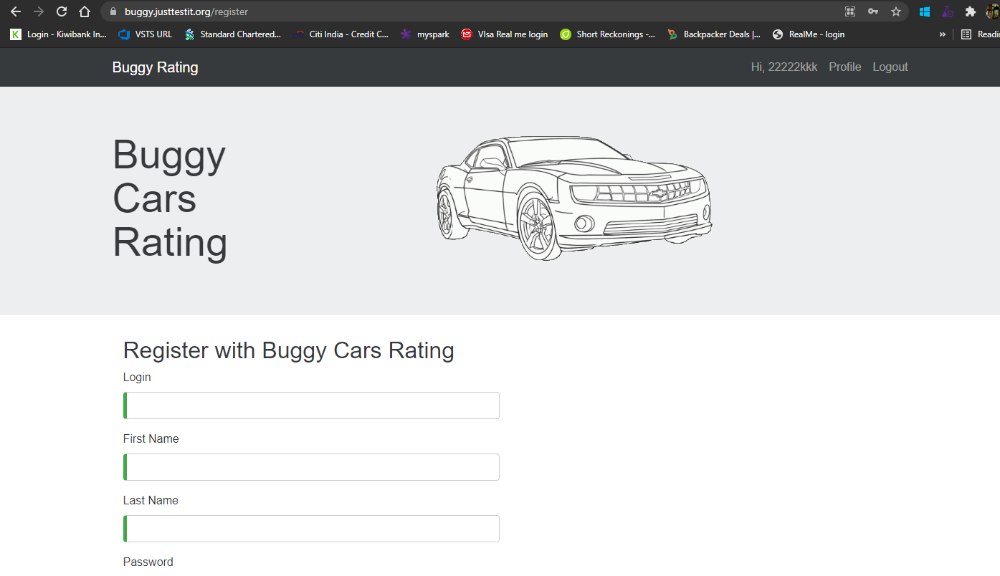 buggy.justtestit.org/register
K Login - Kiwibank In... VSTS URL Standard Chartered... Citi India - Credit C... myspark VIsa Real me login Short Reckonings -... Backpacker Deals |... RealMe - login » Readi
Buggy Rating Hi, 22222kkk Profile Logout
Buggy
Cars
Rating
Register with Buggy Cars Rating
Login
First Name
Last Name
Password